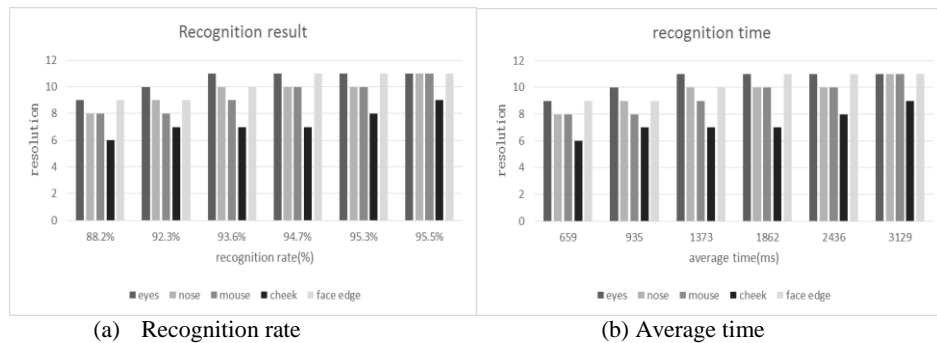 Recognition result
12
10
8
6
4
2
0
resolution
88.2% 92.3% 93.6% 94.7% 95.3% 95.5%
recognition rate(%)
eyes nose mouse cheek face edge
(a) Recognition rate
recognition time
12
10
8
6
4
2
0
resolution
659 935 1373 1862 2436 3129
average time(ms)
eyes nose mouse cheek face edge
(b) Average time